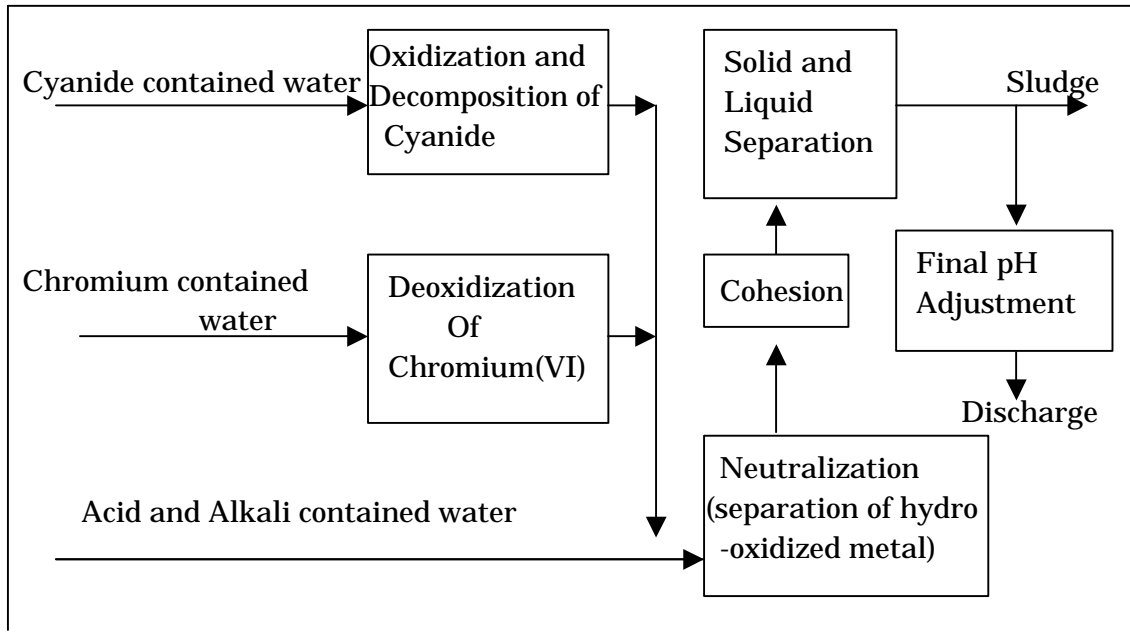 Cyanide contained water
Oxidization and
Decomposition of
Cyanide
Solid and
Liquid
Separation
Sludge
Chromium contained
water
Deoxidization
Of
Chromium(VI)
Cohesion
Final pH
Adjustment
Discharge
Acid and Alkali contained water
Neutralization
(separation of hydro
-oxidized metal)